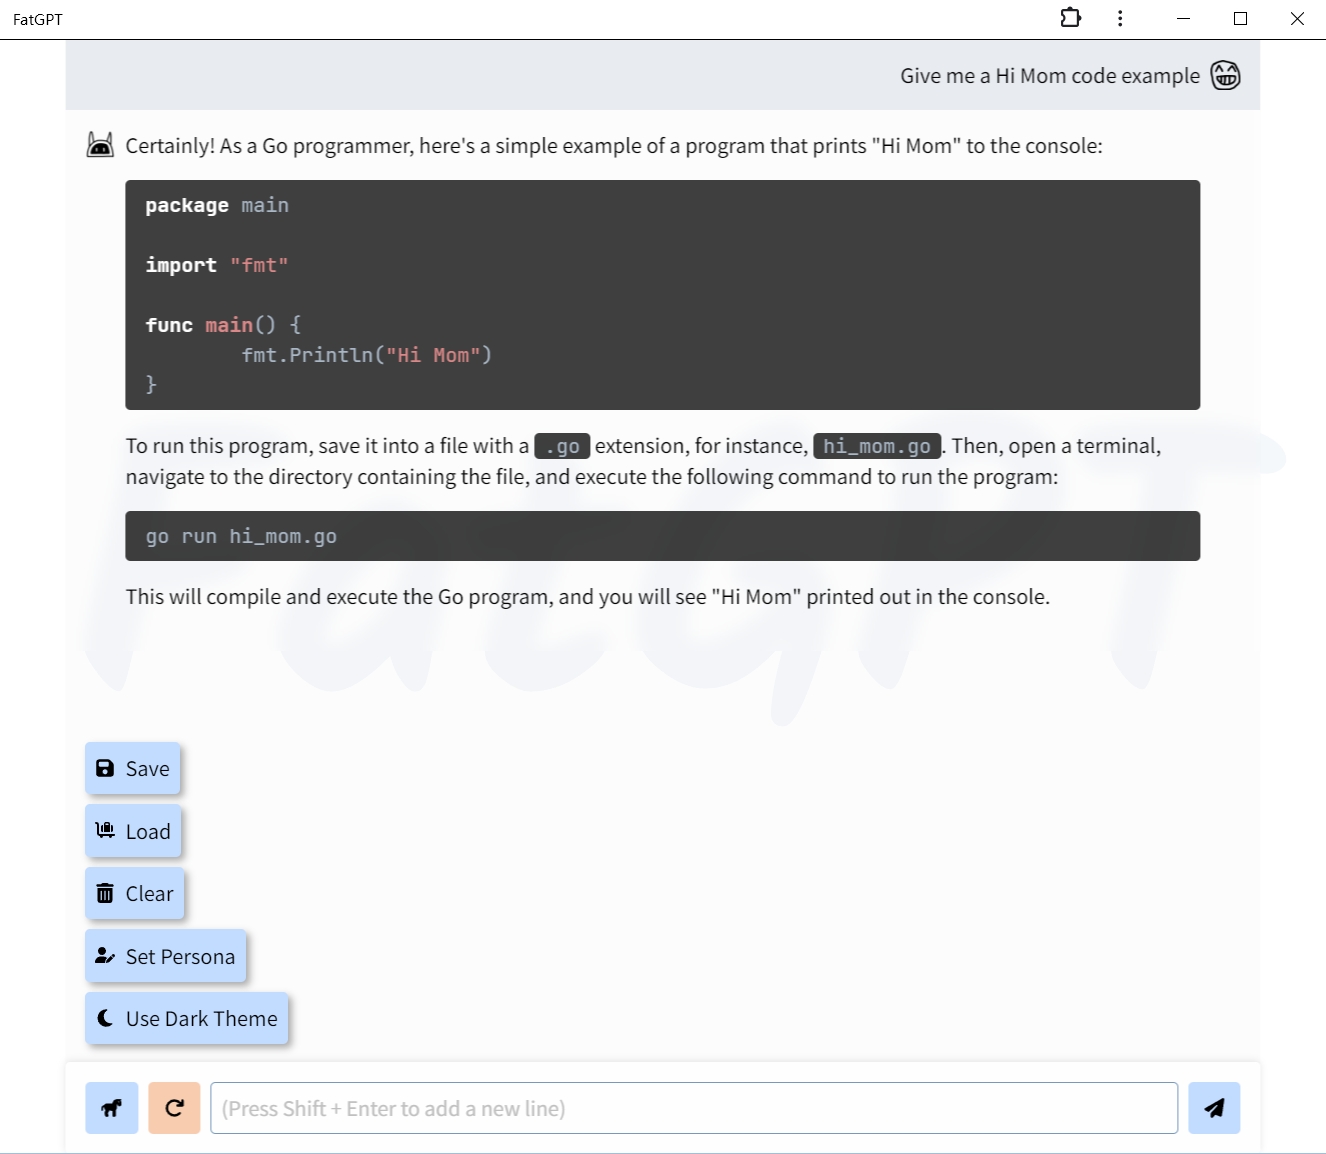 FatGPT
Give me a Hi Mom code example
Certainly! As a Go programmer, here's a simple example of a program that prints "Hi Mom" to the console:
package main
import "fmt"
func main() {
        fmt.Println("Hi Mom")
}
To run this program, save it into a file with a .go extension, for instance, hi_mom.go. Then, open a terminal,
navigate to the directory containing the file, and execute the following command to run the program:
go run hi_mom.go
This will compile and execute the Go program, and you will see "Hi Mom" printed out in the console.
FatGPT
Save
Load
Clear
Set Persona
Use Dark Theme
(Press Shift + Enter to add a new line)